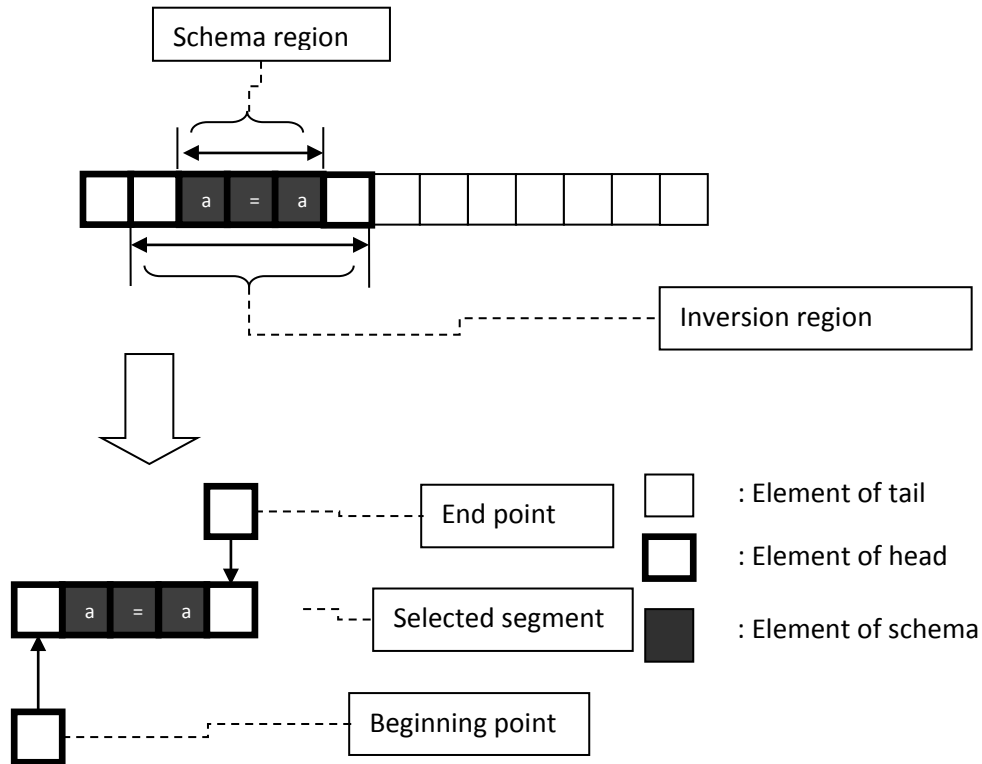 Schema region
a = a
Inversion region
End point
: Element of tail
: Element of head
a = a
Selected segment
: Element of schema
Beginning point